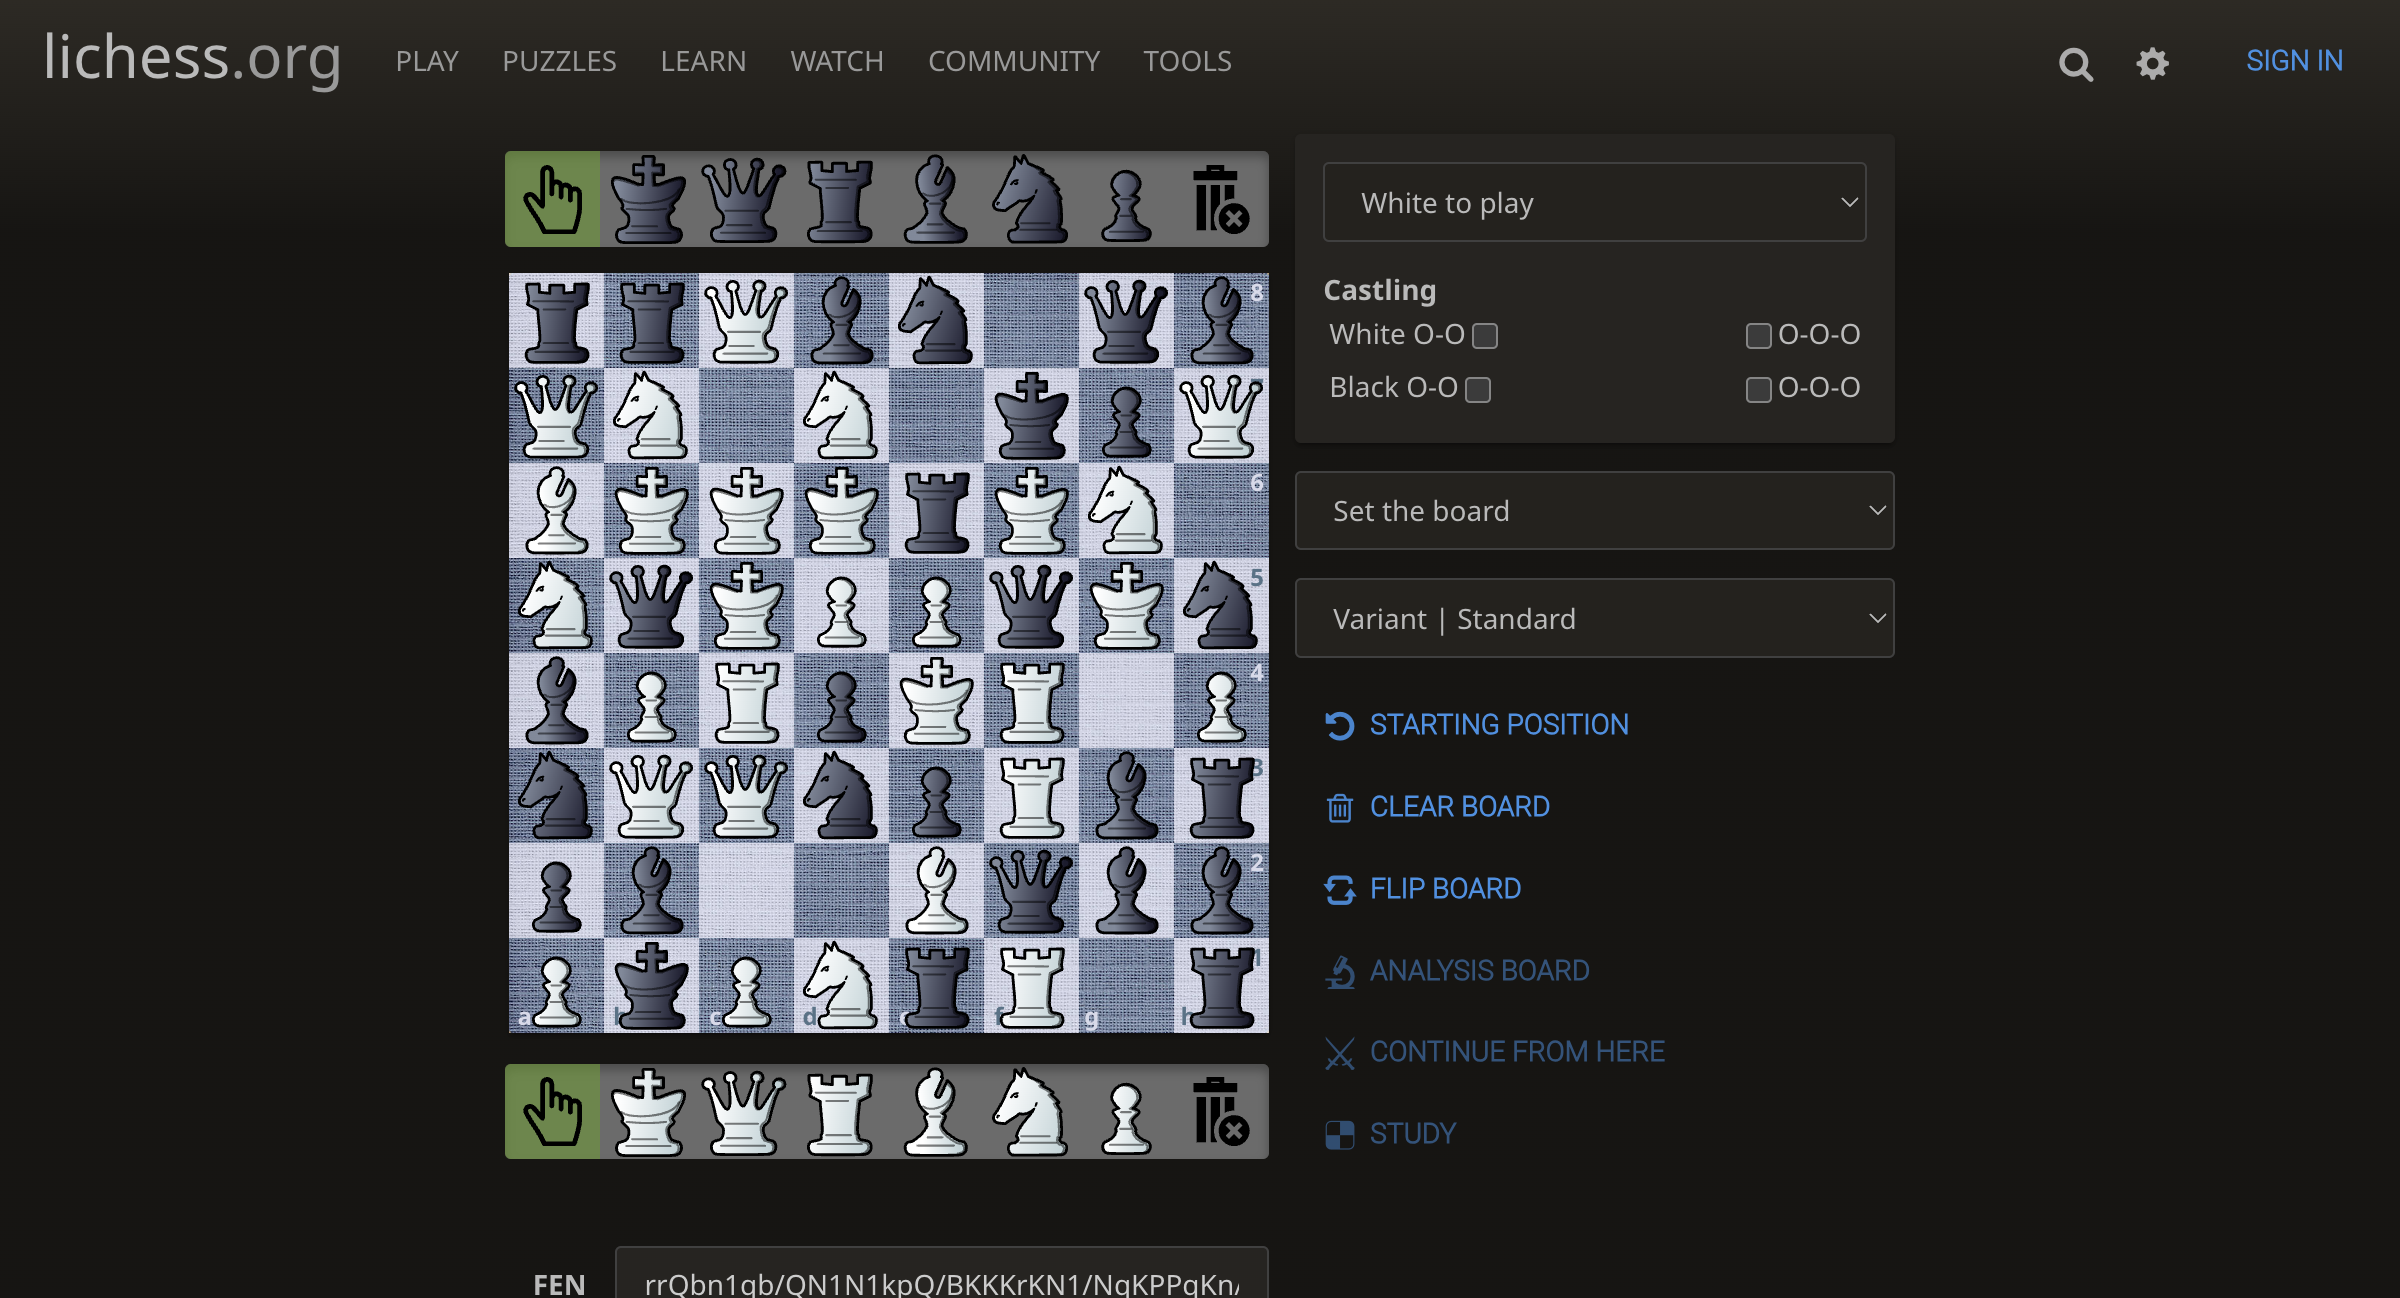 lichess.org PLAY PUZZLES LEARN WATCH COMMUNITY TOOLS SIGN IN
White to play
Castling
White O-O O-O-O
Black O-O O-O-O
Set the board
Variant | Standard
STARTING POSITION
CLEAR BOARD
FLIP BOARD
ANALYSIS BOARD
CONTINUE FROM HERE
STUDY
8
6
5
4
3
2
1
a b c d e f g h
FEN rrQbn1qb/QN1N1kpQ/BKKKrKN1/NqKPPqKn/